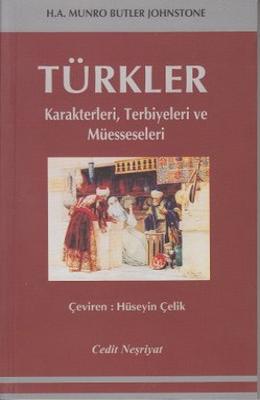 H.A. MUNRO BUTLER JOHNSTONE
TÜRKLER
Karakterleri, Terbiyeleri ve
Müesseseleri
Çeviren : Hüseyin Çelik
Cedit Neşriyat